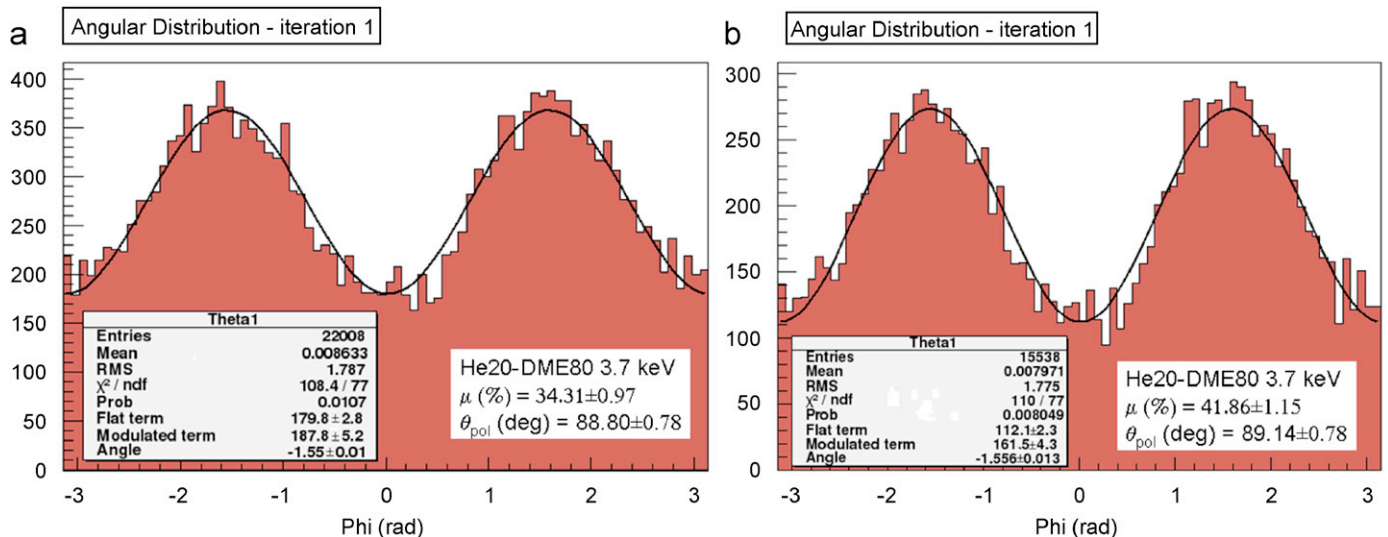 a
Angular Distribution - iteration 1
400
350
300
250
200
150
100
50
0
Theta1
Entries 22008
Mean 0.008633
RMS 1.787
χ² / ndf 108.4 / 77
Prob 0.0107
Flat term 179.8 ± 2.8
Modulated term 187.8 ± 5.2
Angle -1.55 ± 0.01
He20-DME80 3.7 keV
μ (%) = 34.31±0.97
θpol (deg) = 88.80±0.78
-3 -2 -1 0 1 2 3
Phi (rad)
b
Angular Distribution - iteration 1
300
250
200
150
100
50
0
Theta1
Entries 15538
Mean 0.007971
RMS 1.775
χ² / ndf 110 / 77
Prob 0.008049
Flat term 112.1 ± 2.3
Modulated term 161.5 ± 4.3
Angle -1.556 ± 0.013
He20-DME80 3.7 keV
μ (%) = 41.86±1.15
θpol (deg) = 89.14±0.78
-3 -2 -1 0 1 2 3
Phi (rad)